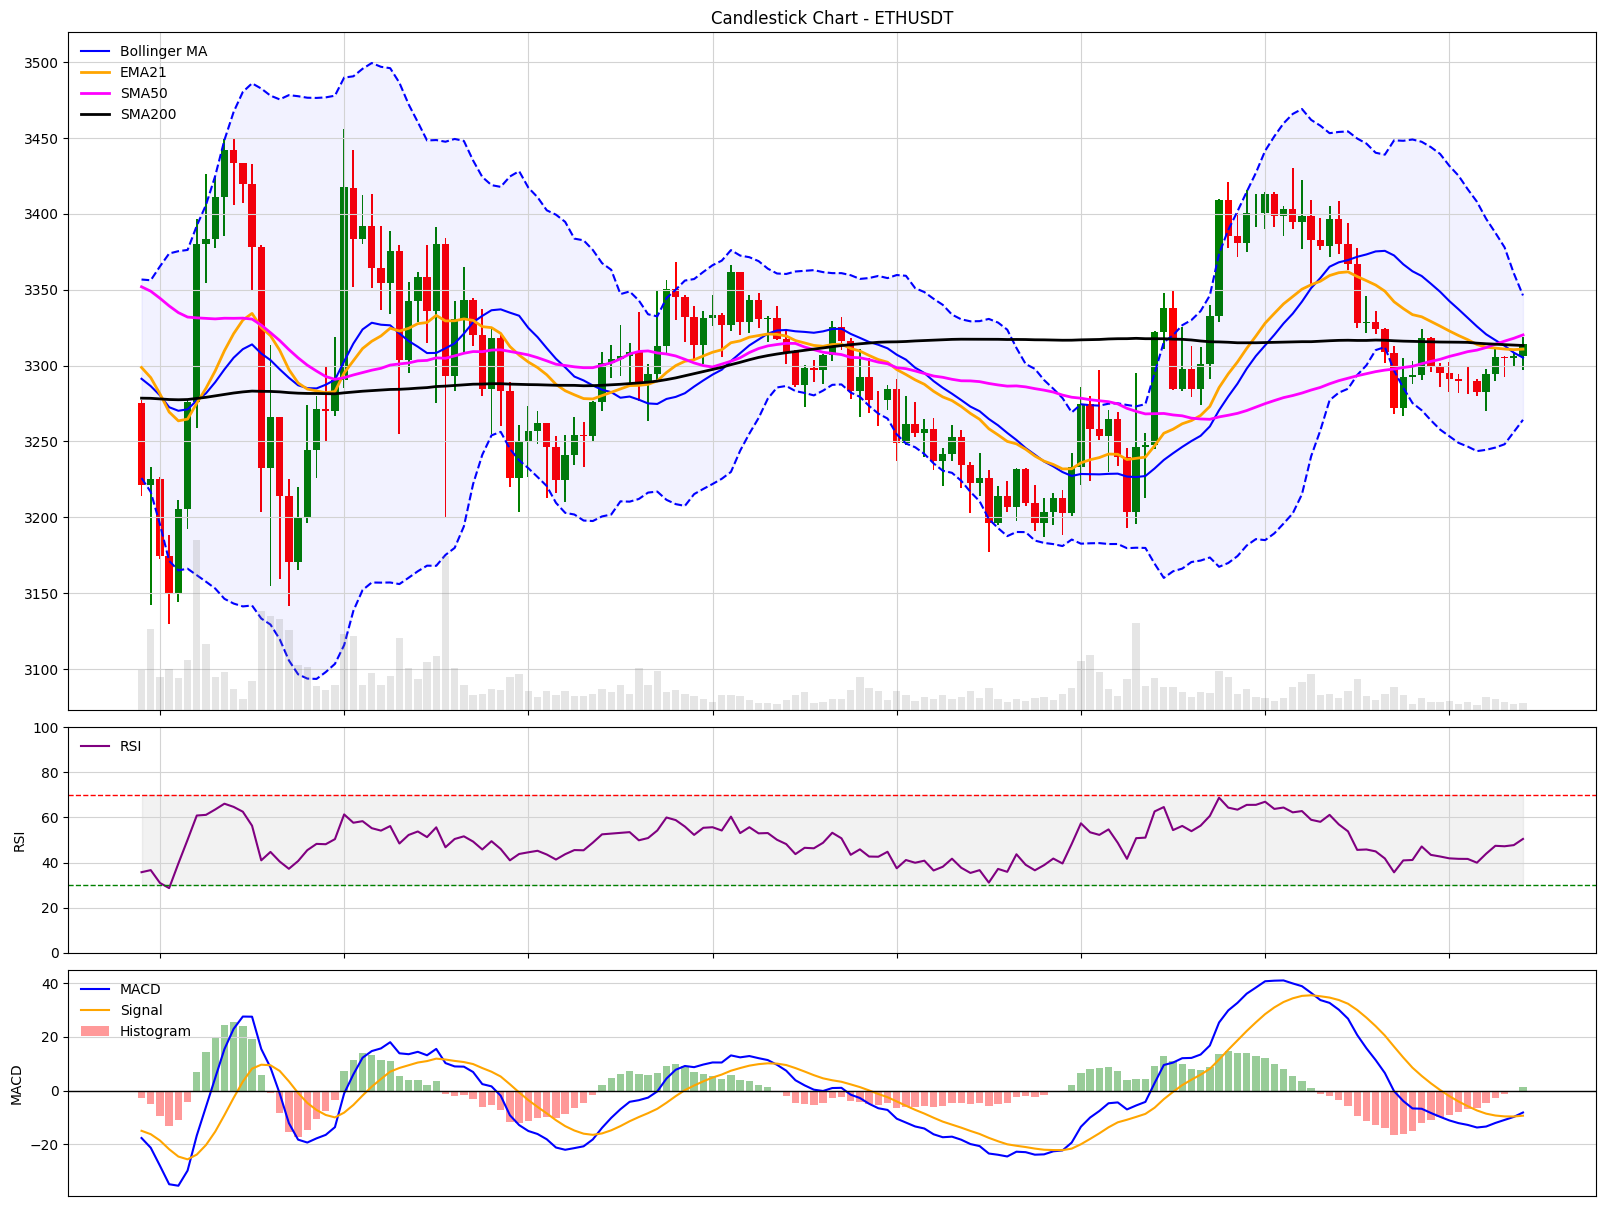 Candlestick Chart - ETHUSDT
Bollinger MA
EMA21
SMA50
SMA200
3500
3450
3400
3350
3300
3250
3200
3150
3100
RSI
100
80
60
40
20
0
RSI
MACD
Signal
Histogram
40
20
0
−20
MACD